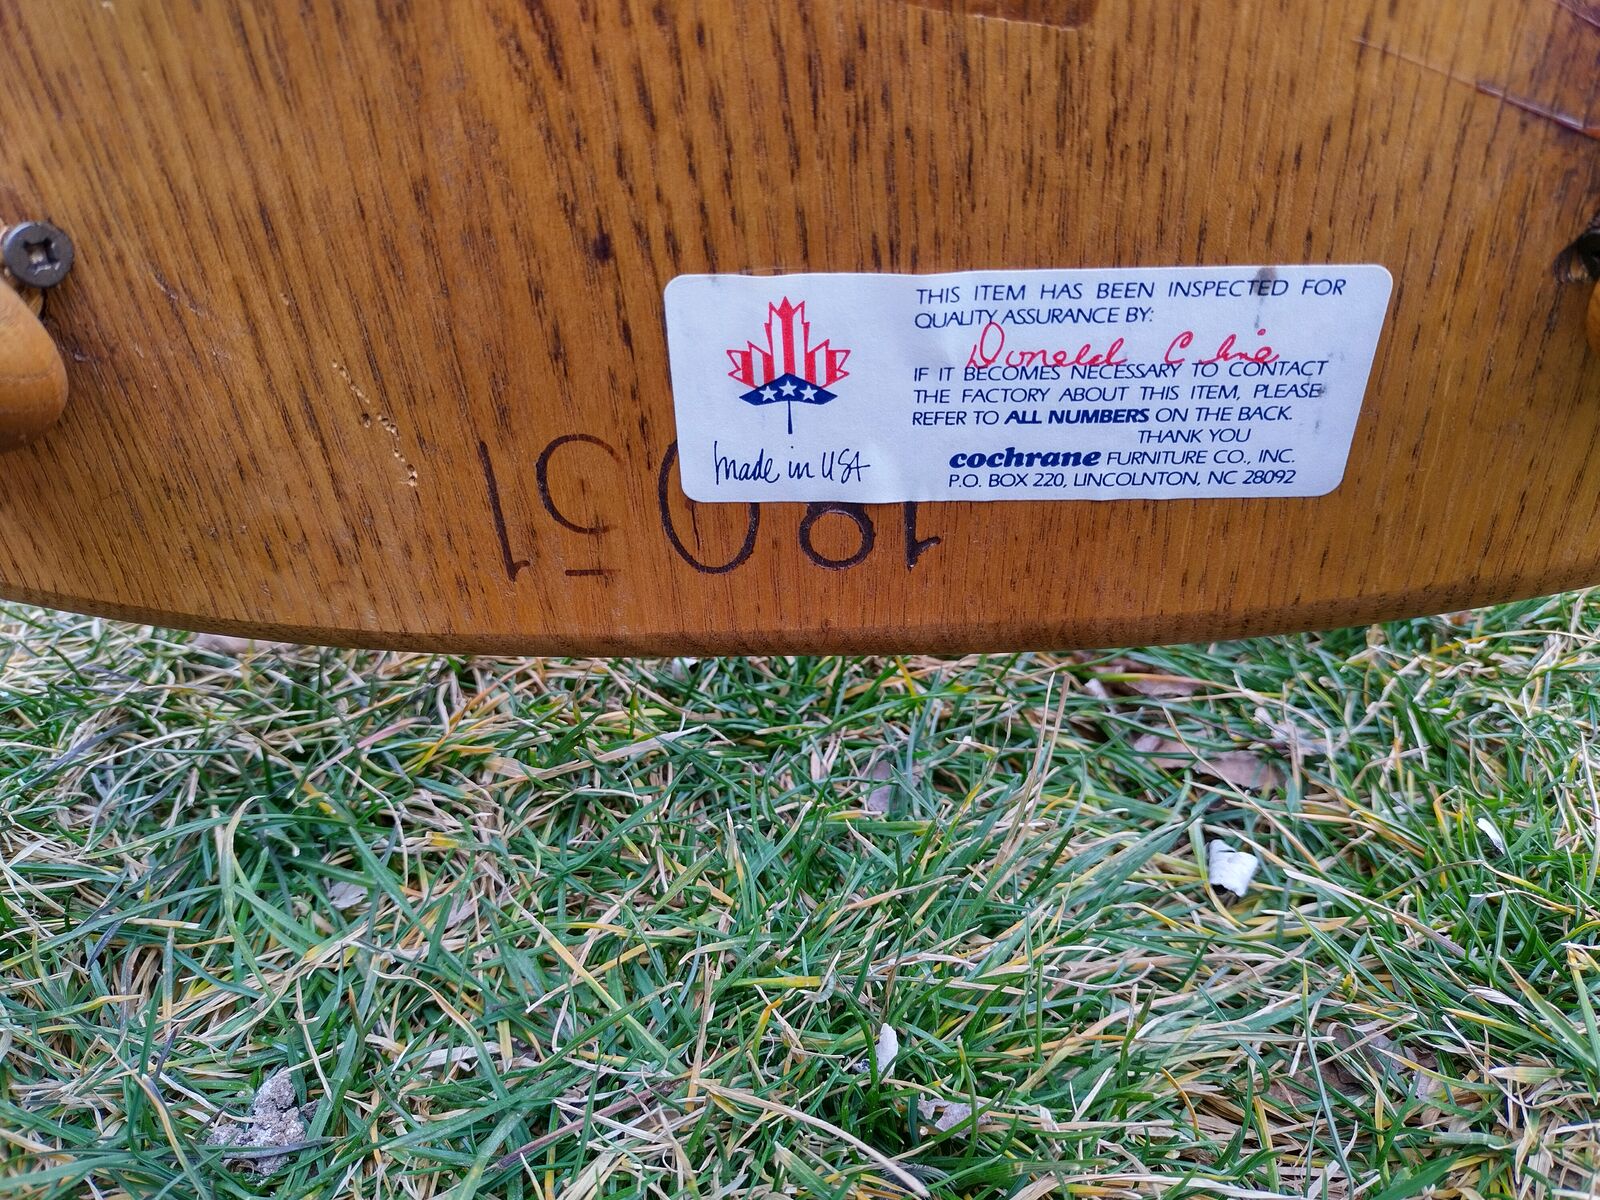 THIS ITEM HAS BEEN INSPECTED FOR
QUALITY ASSURANCE BY:
Donald Cline
IF IT BECOMES NECESSARY TO CONTACT
THE FACTORY ABOUT THIS ITEM, PLEASE
REFER TO ALL NUMBERS ON THE BACK.
THANK YOU
cochrane FURNITURE CO., INC.
P.O. BOX 220, LINCOLNTON, NC 28092
made in USA